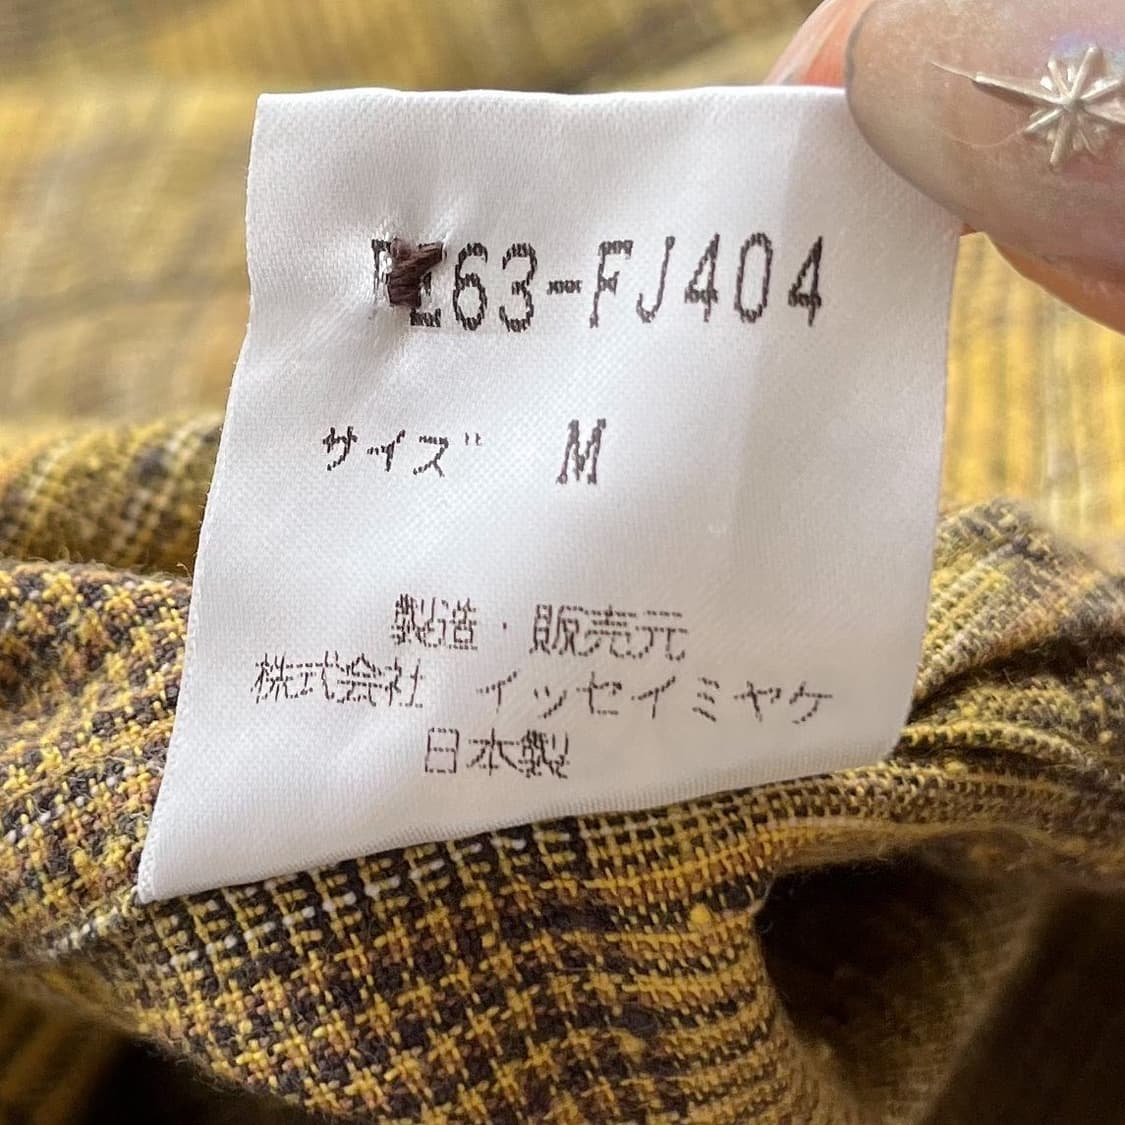 63-FJ404
サイズ M
製造・販売元
株式会社 イッセイミヤケ
日本製